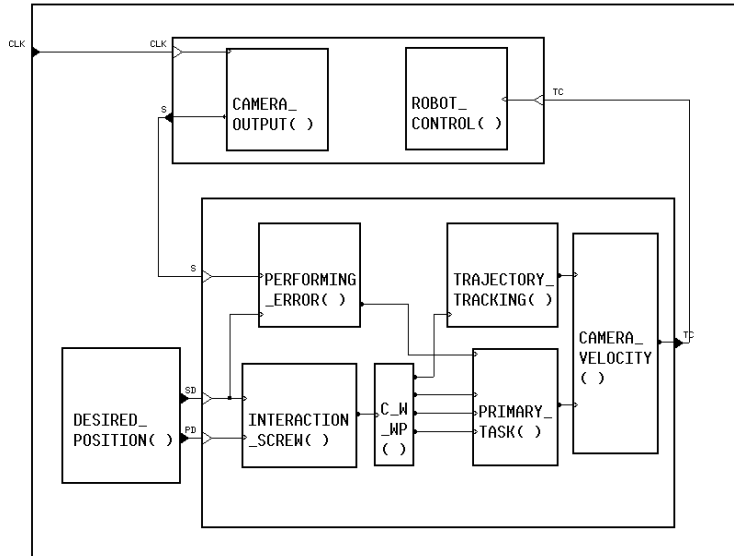 CLK
CLK
CAMERA_
OUTPUT( )
ROBOT_
CONTROL( )
TC
S
S
PERFORMING
_ERROR( )
TRAJECTORY_
TRACKING( )
CAMERA_
VELOCITY
( )
TC
DESIRED_
POSITION( )
SD
PD
INTERACTION
_SCREW( )
C_W
_WP
( )
PRIMARY_
TASK( )